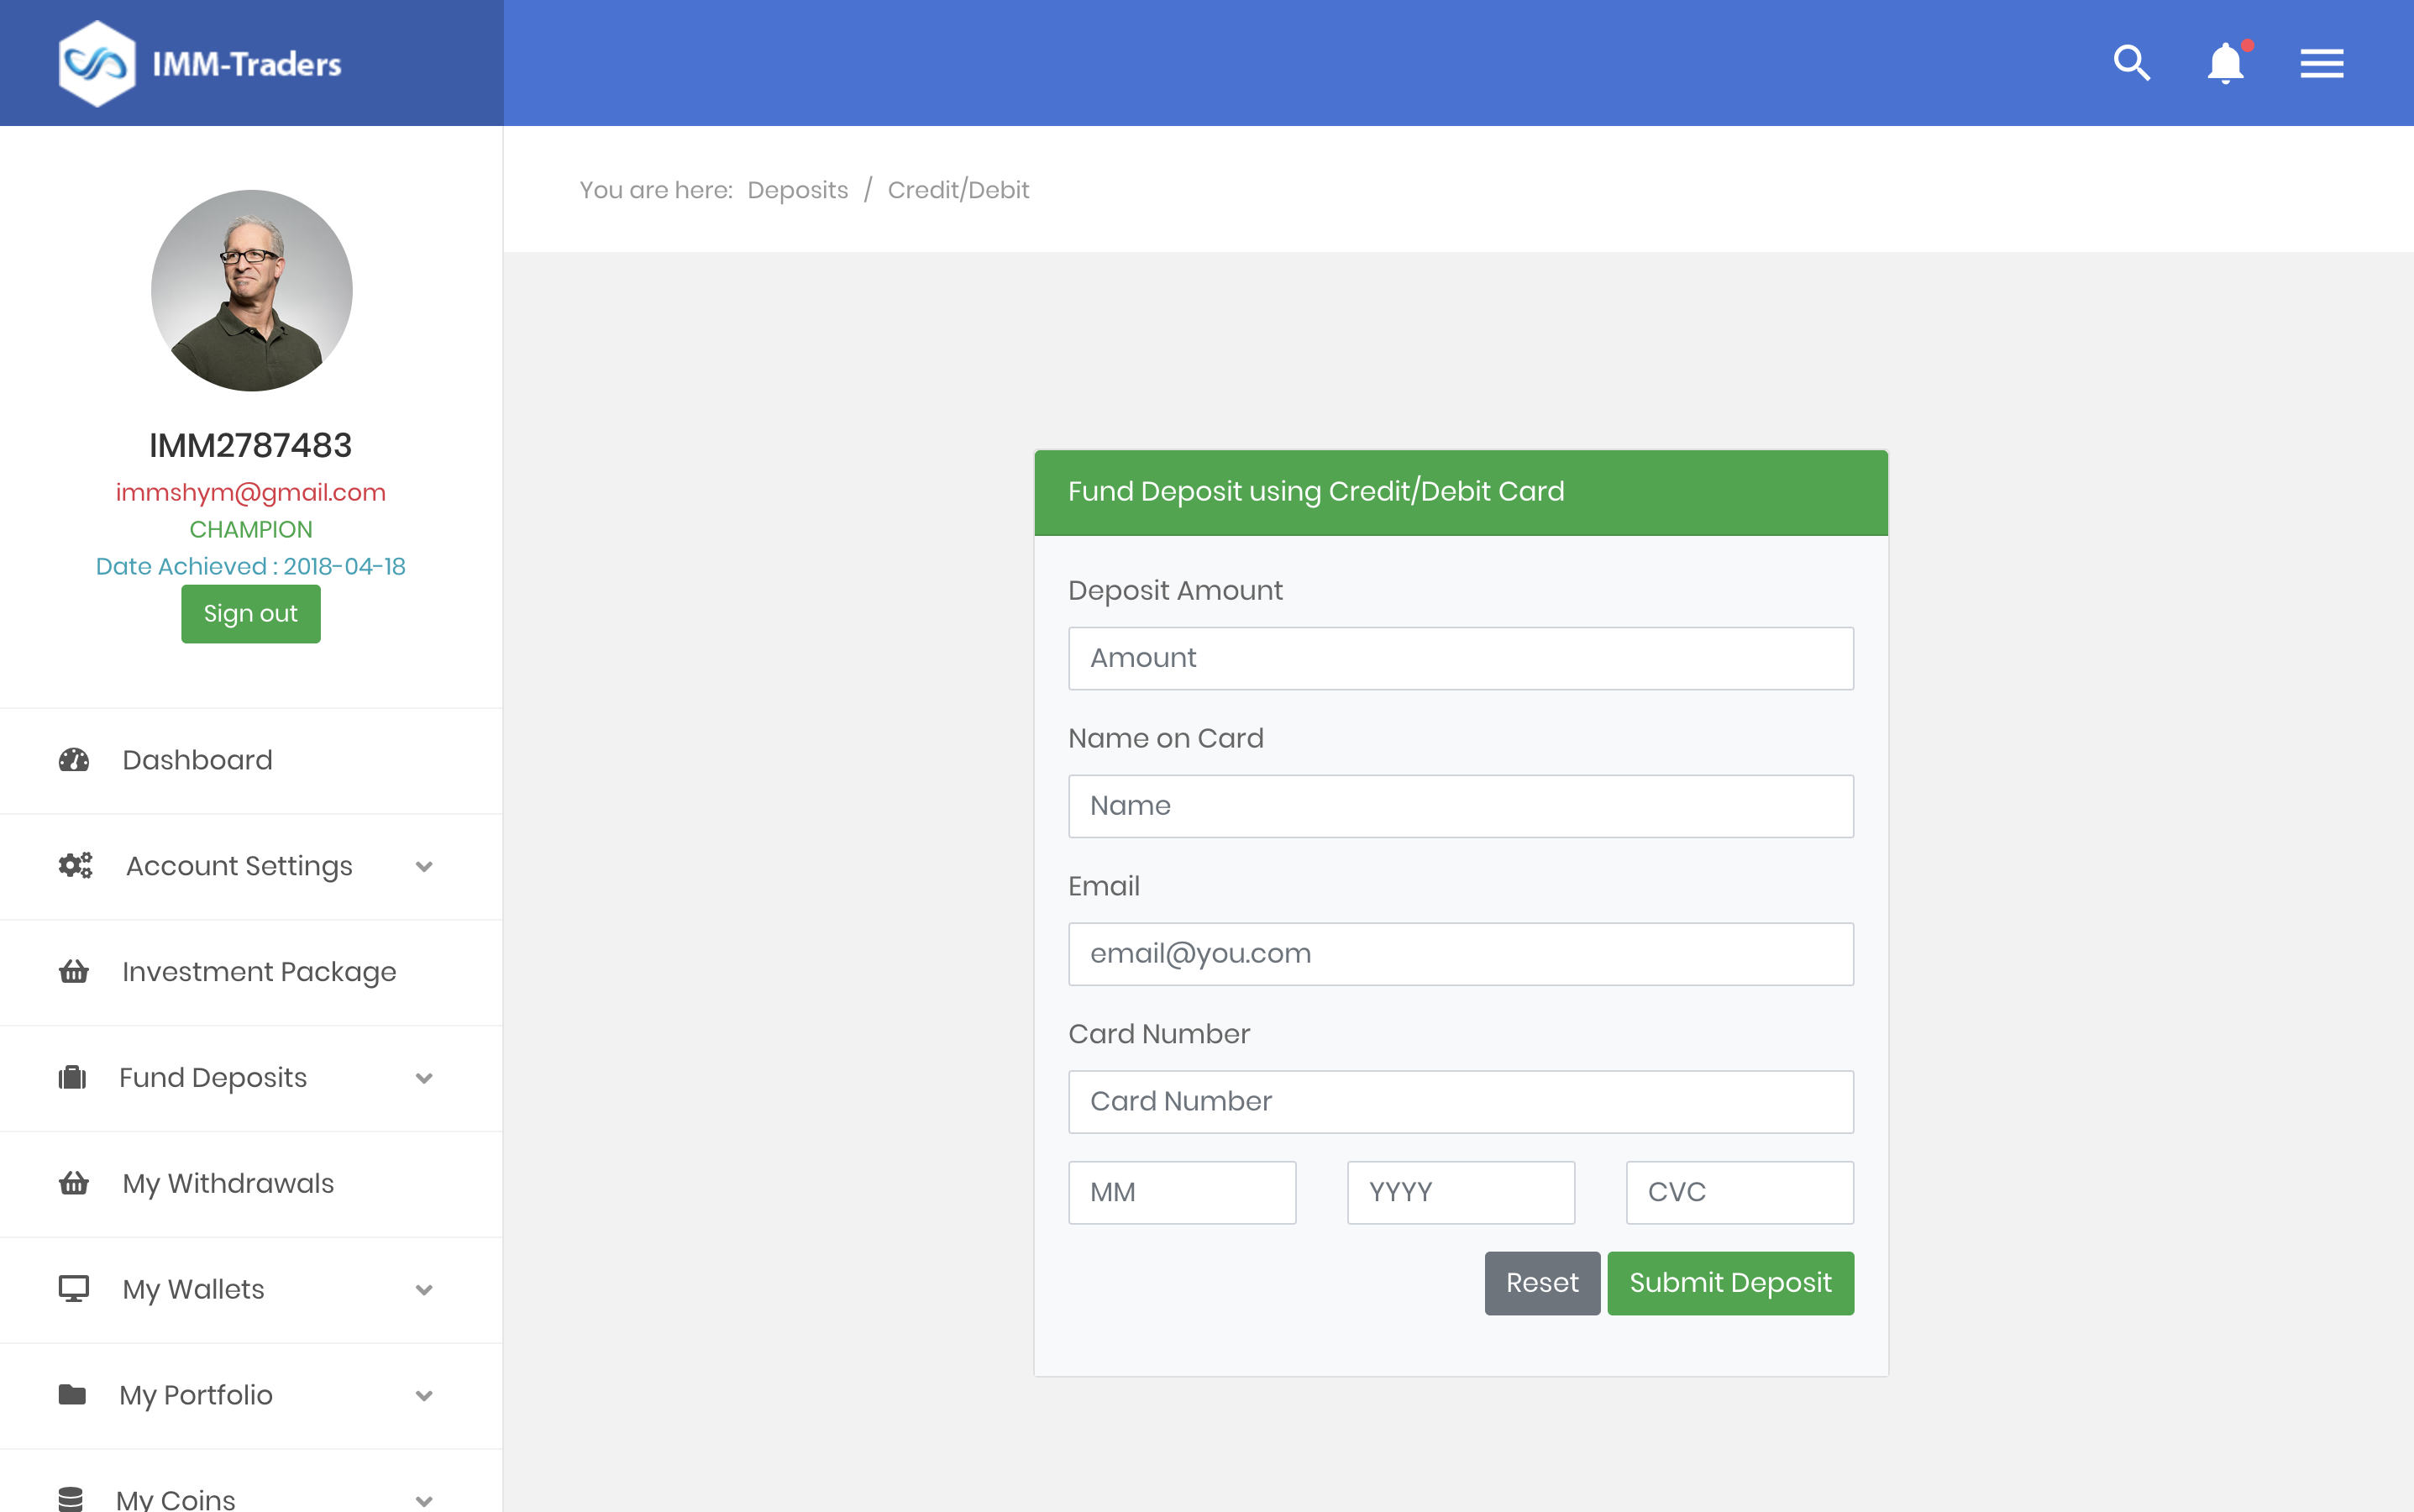 IMM-Traders
You are here: Deposits / Credit/Debit
IMM2787483
immshym@gmail.com
CHAMPION
Date Achieved : 2018-04-18
Sign out
Dashboard
Account Settings
Investment Package
Fund Deposits
My Withdrawals
My Wallets
My Portfolio
My Coins
Fund Deposit using Credit/Debit Card
Deposit Amount
Amount
Name on Card
Name
Email
email@you.com
Card Number
Card Number
MM YYYY CVC
Reset Submit Deposit